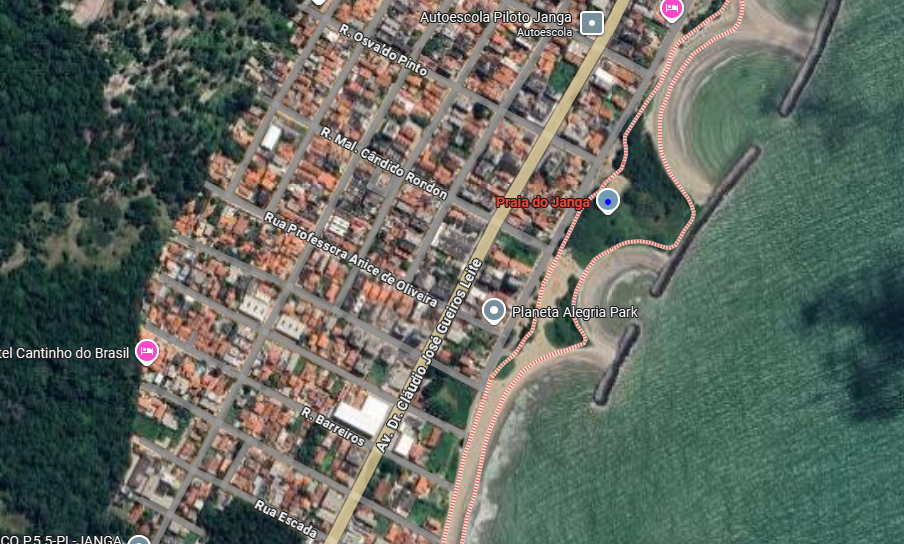 Autoescola Piloto Janga
Autoescola
R. Osvaldo Pinto
R. Mal. Cândido Rondon
Praia do Janga
Rua Professora Anice de Oliveira
Planeta Alegria Park
Av. Dr. Cláudio José Gueiros Leite
tel Cantinho do Brasil
R. Barreiros
Rua Escada
CO P.5 5-PI - JANGA